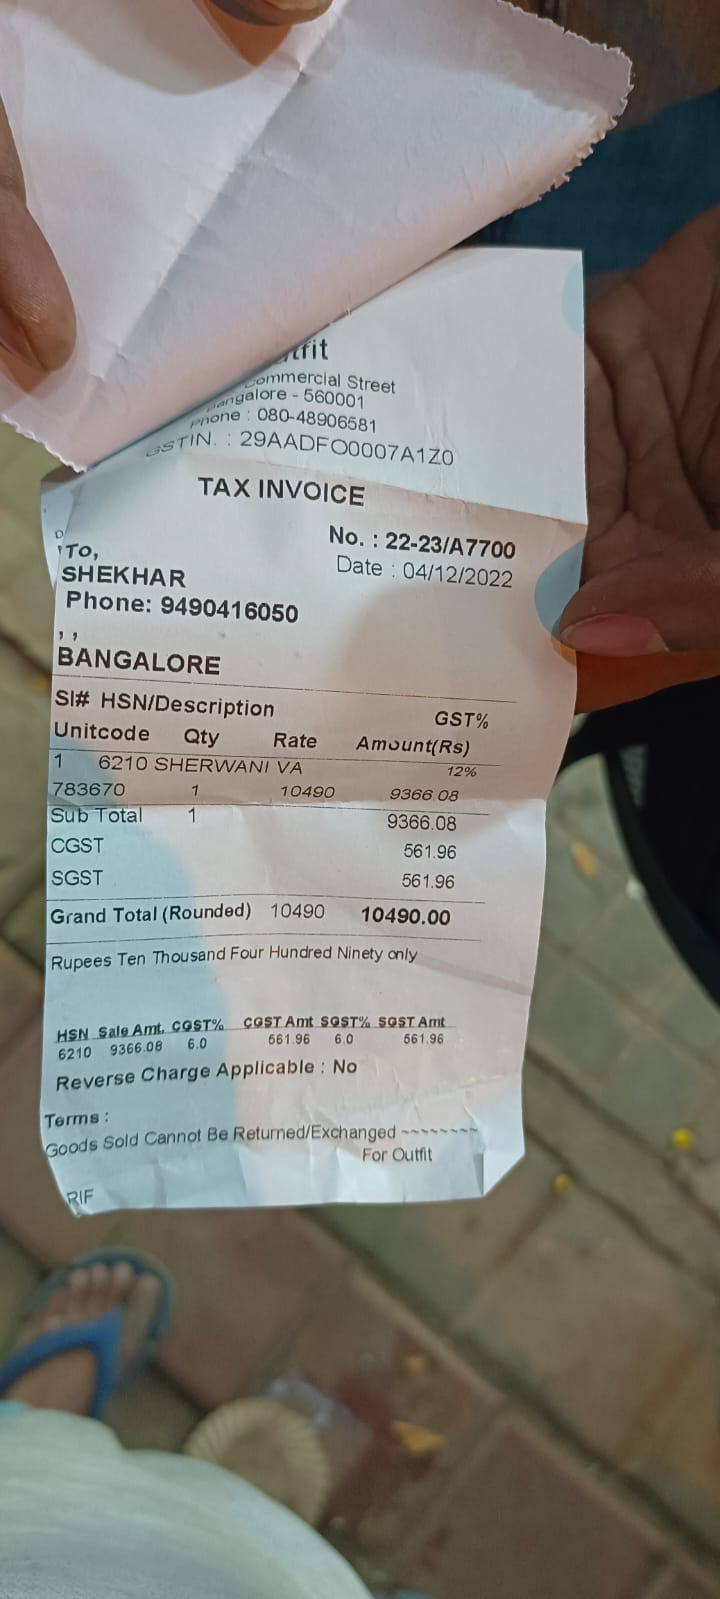 Commercial Street
Bangalore - 560001
Phone : 080-48906581
GSTIN. : 29AADFO0007A1Z0
TAX INVOICE
No. : 22-23/A7700
Date : 04/12/2022
To,
SHEKHAR
Phone: 9490416050
, ,
BANGALORE
Sl# HSN/Description GST%
Unitcode Qty Rate Amount(Rs)
1 6210 SHERWANI VA 12%
783670 1 10490 9366.08
Sub Total 1 9366.08
CGST 561.96
SGST 561.96
Grand Total (Rounded) 10490 10490.00
Rupees Ten Thousand Four Hundred Ninety only
HSN Sale Amt. CGST% CGST Amt SGST% SGST Amt
6210 9366.08 6.0 561.96 6.0 561.96
Reverse Charge Applicable : No
Terms :
Goods Sold Cannot Be Returned/Exchanged ~~~~~~~~
For Outfit
RIF